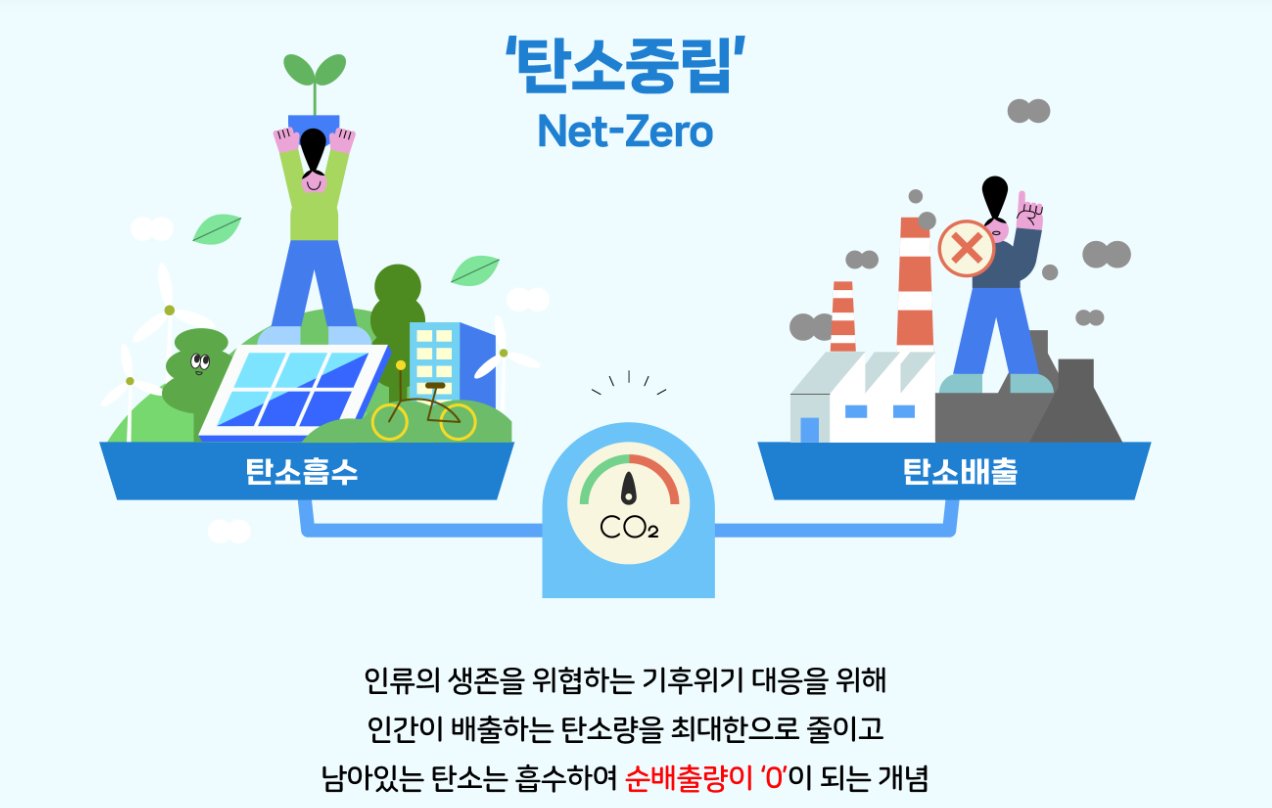 '탄소중립'
Net-Zero
탄소흡수
탄소배출
CO₂
인류의 생존을 위협하는 기후위기 대응을 위해
인간이 배출하는 탄소량을 최대한으로 줄이고
남아있는 탄소는 흡수하여 순배출량이 '0'이 되는 개념